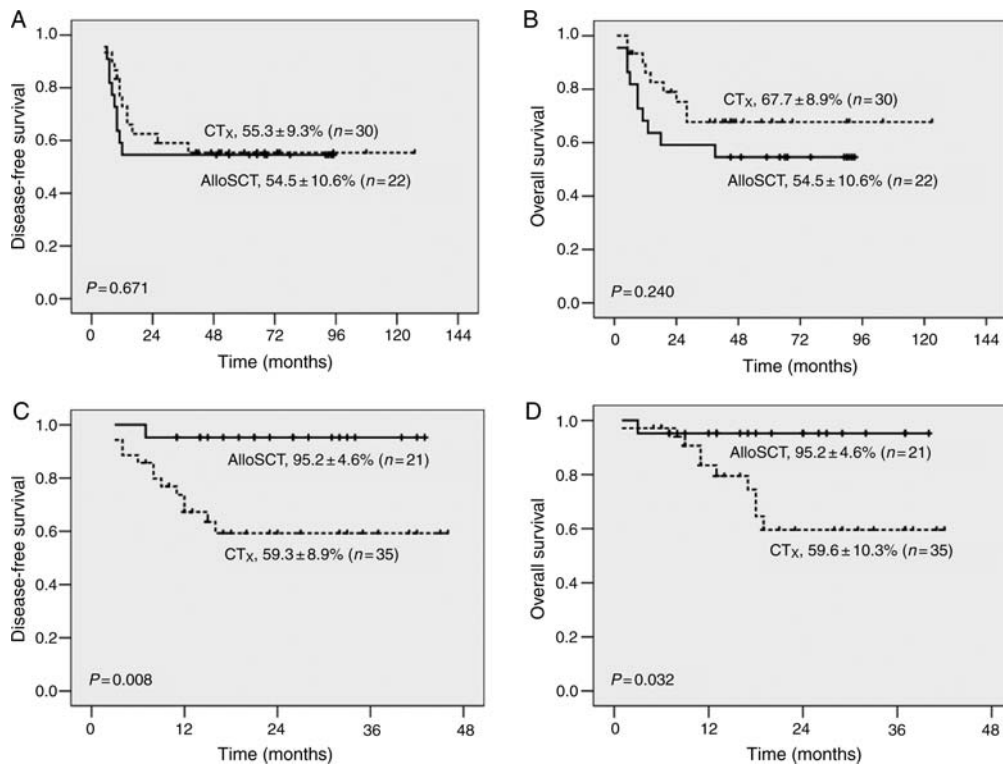 A
Disease-free survival
1.0
0.8
0.6
0.4
0.2
0.0
CTX, 55.3±9.3% (n=30)
AlloSCT, 54.5±10.6% (n=22)
P=0.671
0 24 48 72 96 120 144
Time (months)
B
Overall survival
1.0
0.8
0.6
0.4
0.2
0.0
CTX, 67.7±8.9% (n=30)
AlloSCT, 54.5±10.6% (n=22)
P=0.240
0 24 48 72 96 120 144
Time (months)
C
Disease-free survival
1.0
0.8
0.6
0.4
0.2
0.0
AlloSCT, 95.2±4.6% (n=21)
CTX, 59.3±8.9% (n=35)
P=0.008
0 12 24 36 48
Time (months)
D
Overall survival
1.0
0.8
0.6
0.4
0.2
0.0
AlloSCT, 95.2±4.6% (n=21)
CTX, 59.6±10.3% (n=35)
P=0.032
0 12 24 36 48
Time (months)